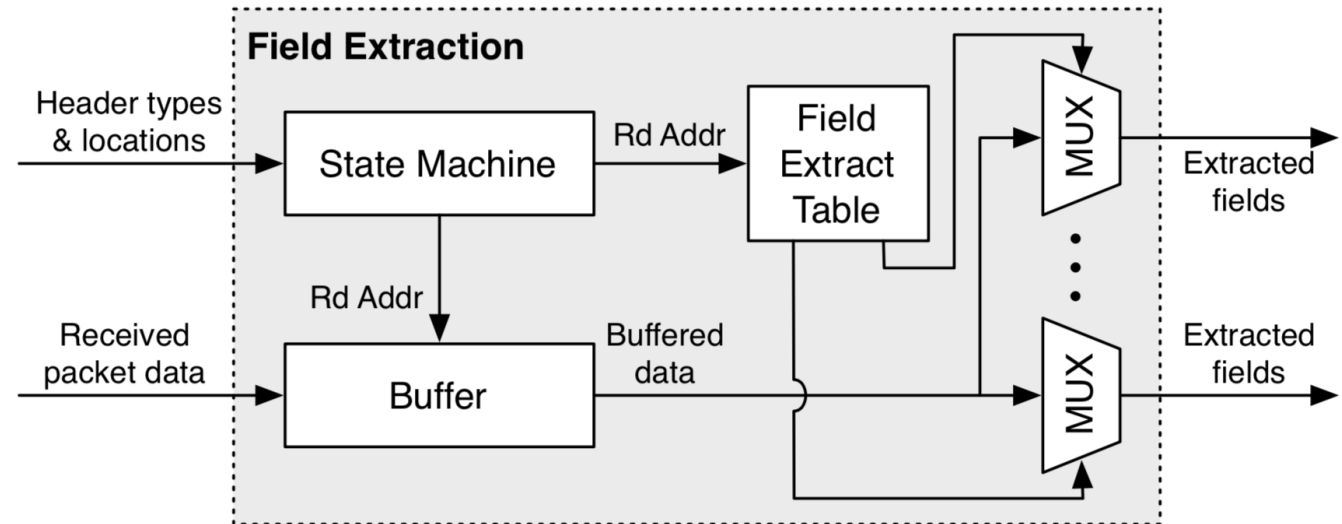 Field Extraction
Header types
& locations
State Machine
Rd Addr
Field
Extract
Table
MUX
Extracted
fields
Rd Addr
Received
packet data
Buffer
Buffered
data
MUX
Extracted
fields